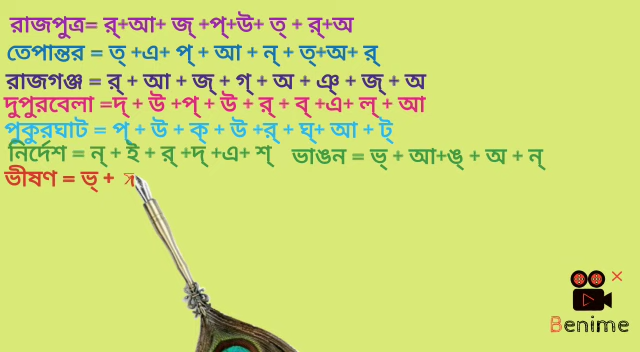 রাজপুত্র= র্+আ+ জ্ +প্+উ+ ত্ + র্+অ
তেপান্তর = ত্ +এ+ প্ + আ + ন্ + ত্+অ+ র্
রাজগঞ্জ = র্ + আ + জ্ + গ্ + অ + ঞ্ + জ্ + অ
দুপুরবেলা =দ্ + উ +প্ + উ + র্ + ব্ +এ+ ল্ + আ
পুকুরঘাট = প্ + উ + ক্ + উ +র্ + ঘ্+ আ + ট্
নির্দেশ = ন্ + ই + র্ +দ্ +এ+ শ্ ভাঙন = ভ্ + আ+ঙ্ + অ + ন্
ভীষণ = ভ্ +
Benime